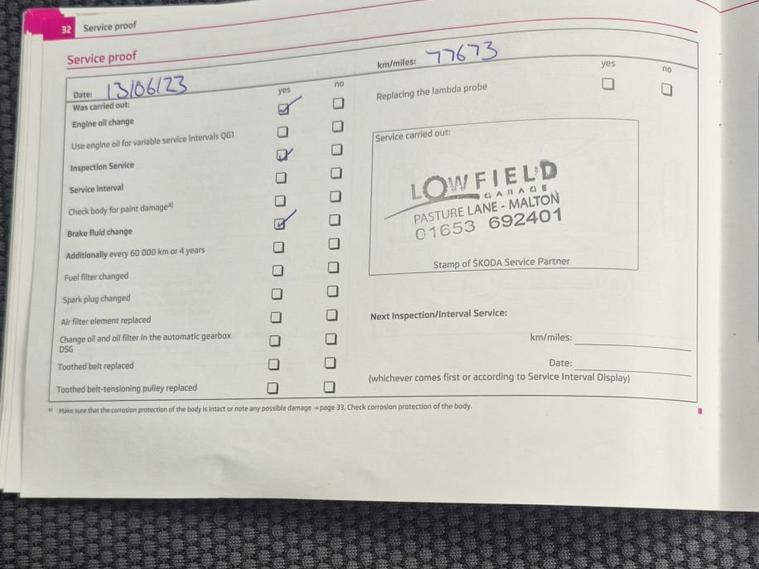 32 Service proof
Service proof
Date: 13/06/23 yes no
Was carried out:
Engine oil change
Use engine oil for variable service intervals QG1
Inspection Service
Service interval
Check body for paint damage a)
Brake fluid change
Additionally every 60 000 km or 4 years
Fuel filter changed
Spark plug changed
Air filter element replaced
Change oil and oil filter in the automatic gearbox
DSG
Toothed belt replaced
Toothed belt-tensioning pulley replaced
km/miles: 77673
yes no
Replacing the lambda probe
Service carried out:
LOWFIELD
GARAGE
PASTURE LANE - MALTON
01653 692401
Stamp of ŠKODA Service Partner
Next Inspection/Interval Service:
km/miles:
Date:
(whichever comes first or according to Service Interval Display)
a) Make sure that the corrosion protection of the body is intact or note any possible damage ⇒ page 33, Check corrosion protection of the body.